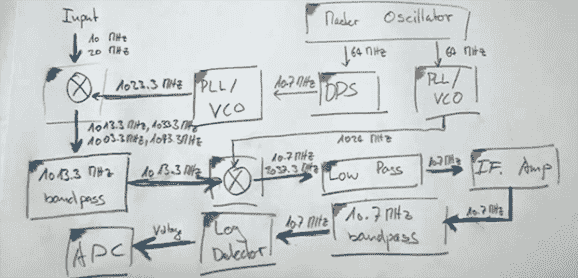 Input
Master Oscillator
10 MHz
20 MHz
64 MHz
64 MHz
1023.3 MHz
PLL/
VCO
10.7 MHz
DDS
PLL/
VCO
1013.3 MHz, 1033.3 MHz
1003.3 MHz, 1043.3 MHz
1024 MHz
1013.3 MHz
bandpass
1013.3 MHz
10.7 MHz
2037.3 MHz
Low Pass
10.7 MHz
I.F. Amp
10.7 MHz
10.7 MHz
bandpass
10.7 MHz
Log
Detector
Voltage
ADC